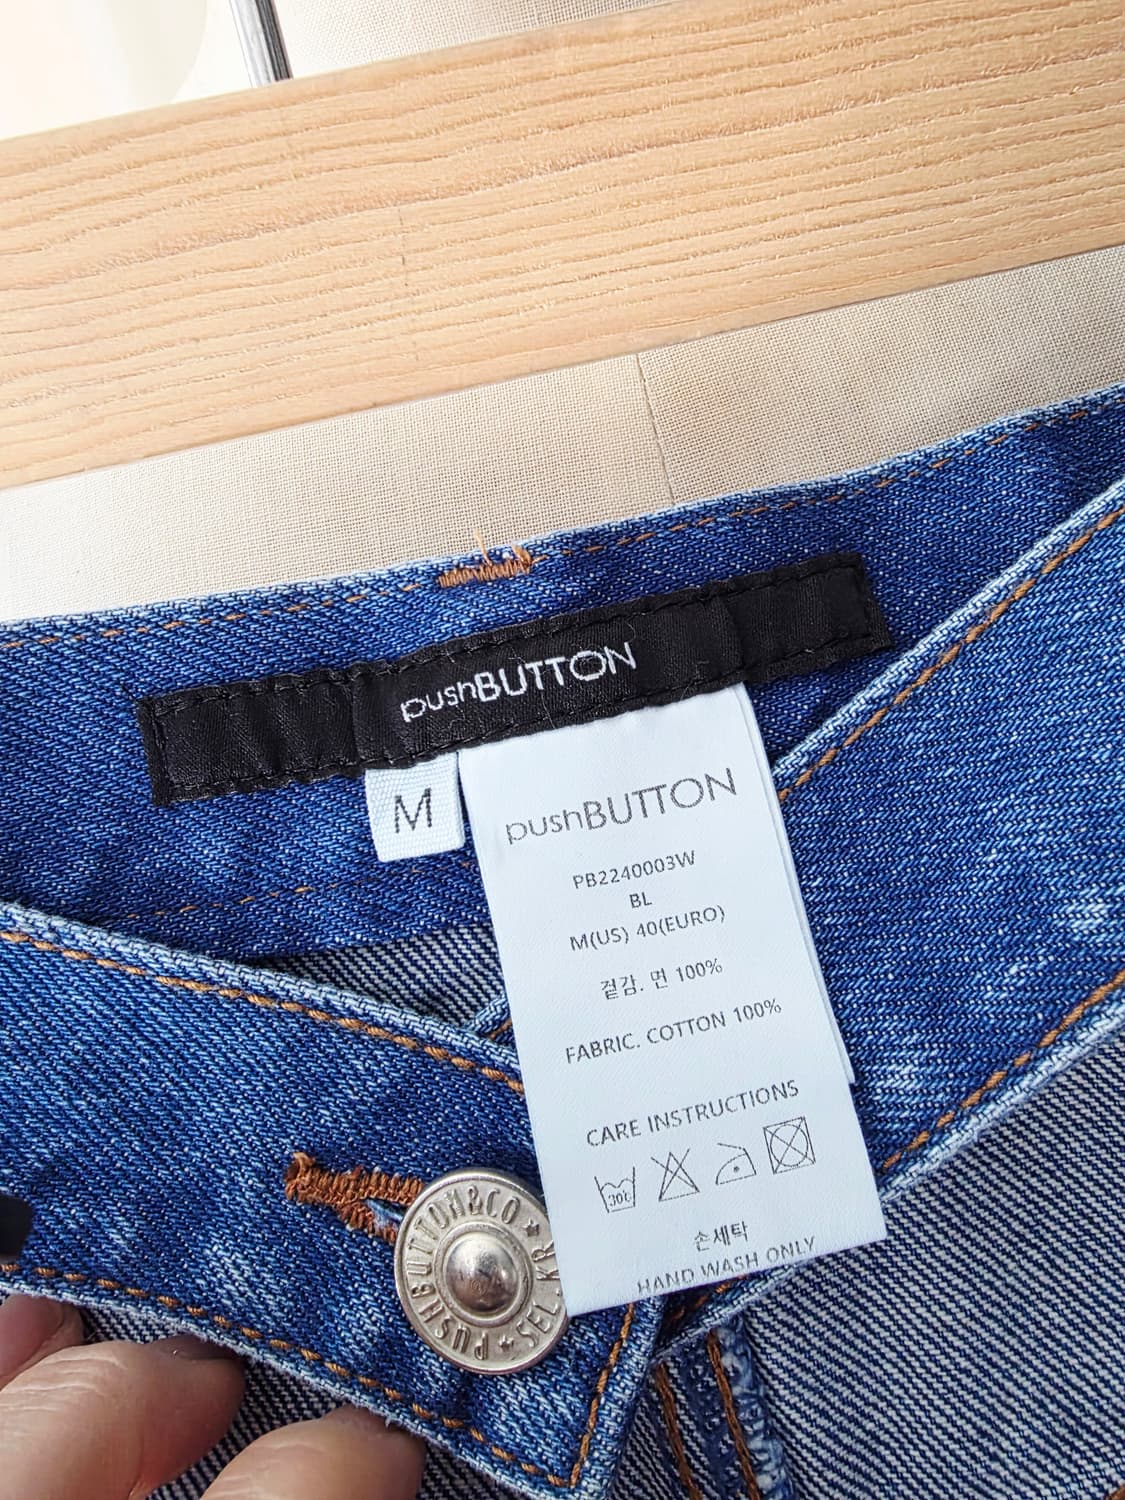 pushBUTTON
M
pushBUTTON
PB2240003W
BL
M(US) 40(EURO)
겉감. 면 100%
FABRIC. COTTON 100%
CARE INSTRUCTIONS
30℃
손세탁
HAND WASH ONLY
PUSHBUTTON&CO ★ SEL.KR ★